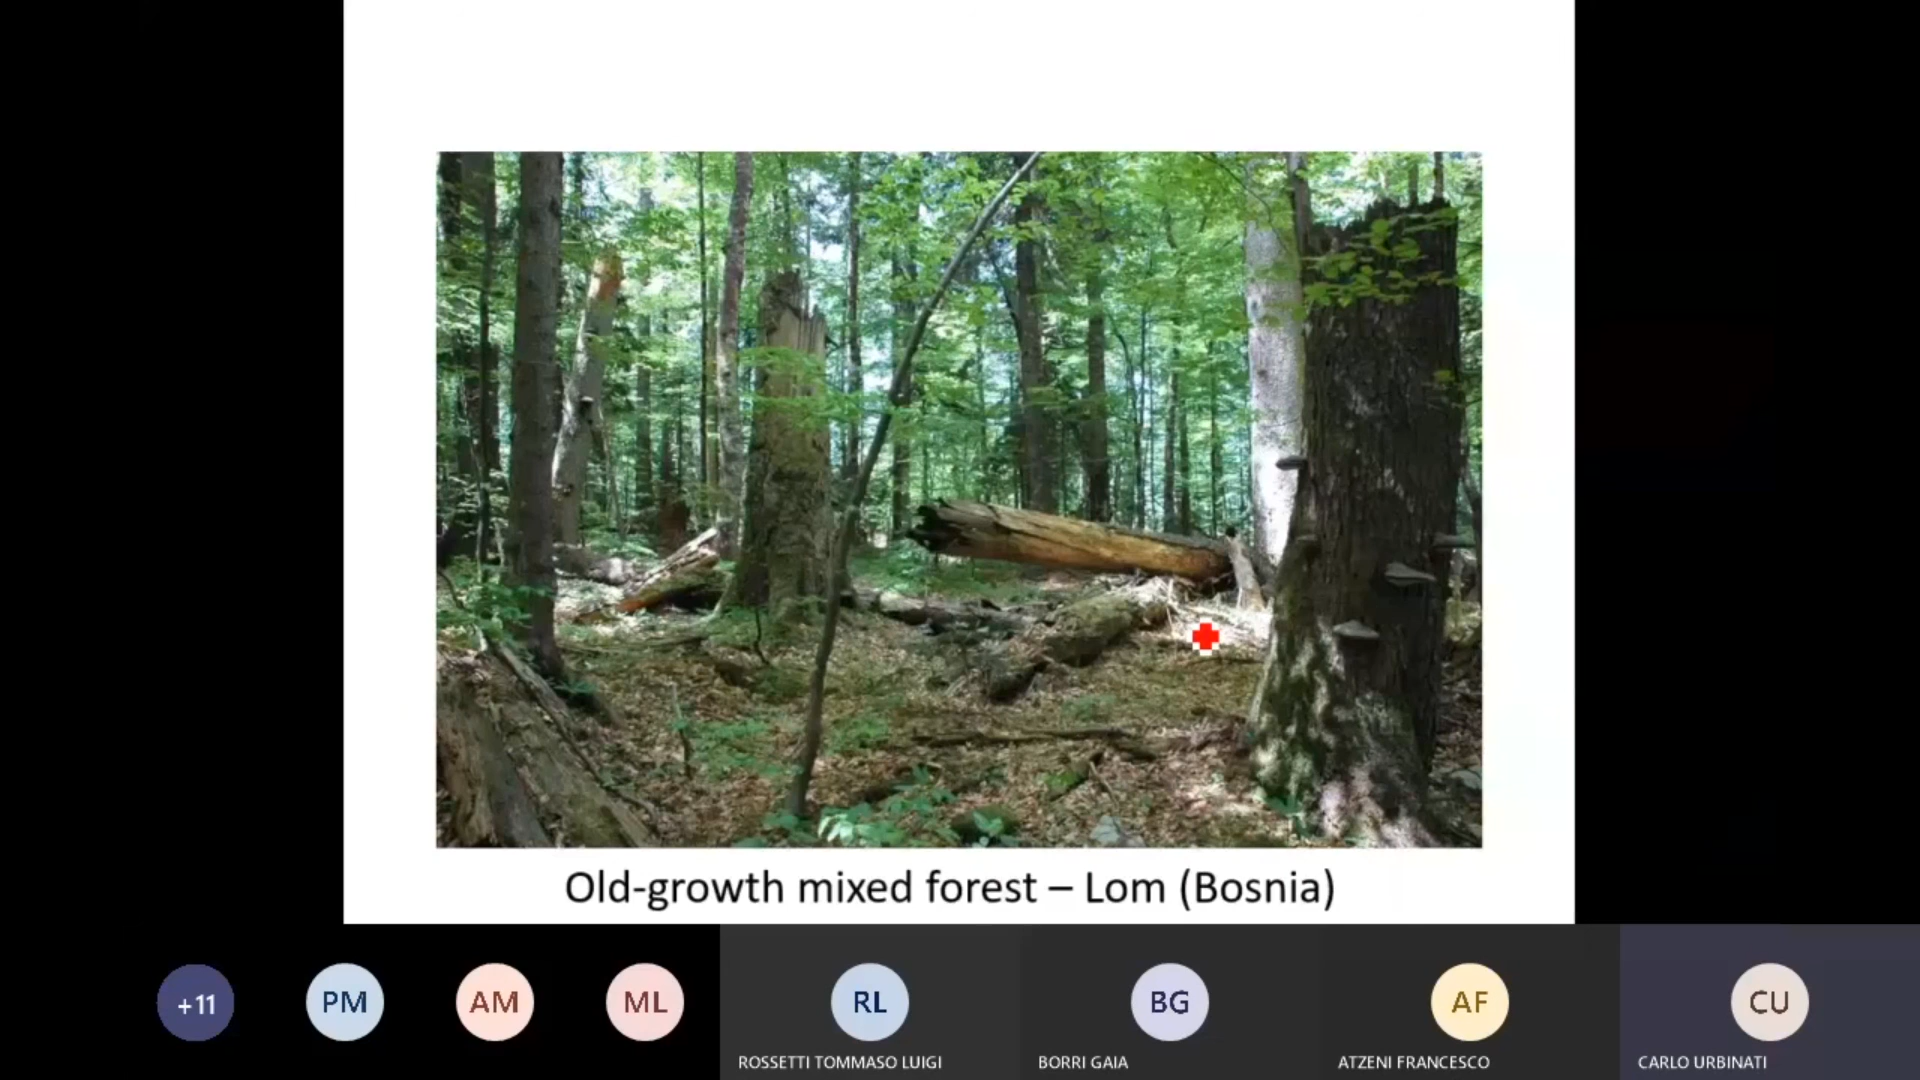 Old-growth mixed forest – Lom (Bosnia)
+11
PM
AM
ML
RL
BG
AF
CU
ROSSETTI TOMMASO LUIGI
BORRI GAIA
ATZENI FRANCESCO
CARLO URBINATI